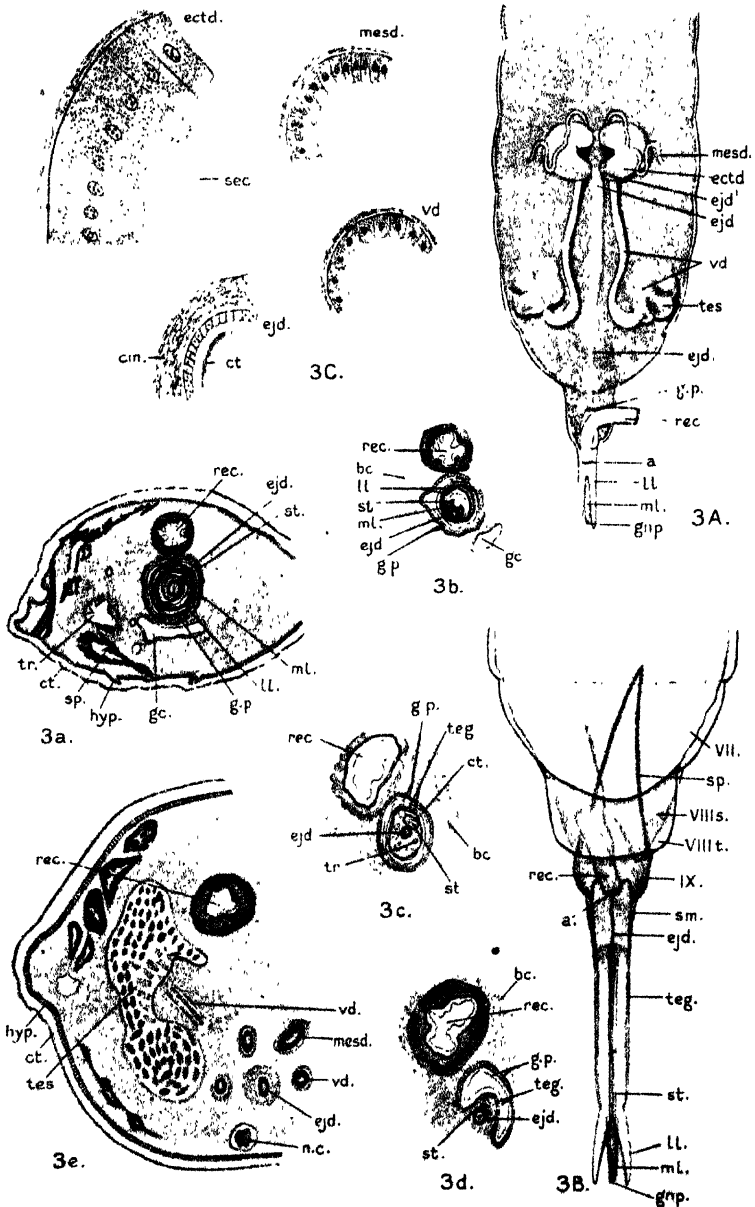 ectd.
sec
mesd.
vd
ejd.
cm.
ct
3C.
mesd.
ectd
ejd'
ejd
vd
tes
ejd.
g.p.
rec
a
ll
ml.
gnp
3A.
rec.
ejd.
st.
ml.
ll.
g.p
gc.
hyp.
sp.
ct.
tr.
3a.
rec.
bc
ll
st
ml.
ejd
g p
gc
3b.
g p.
teg
ct.
rec
ejd
tr
st
bc
3c.
VII.
sp.
VIIIs.
VIIIt.
rec.
IX.
a.
sm.
ejd.
teg.
st.
ll.
ml.
gnp.
3B.
rec.
hyp.
ct.
tes
vd.
mesd.
vd.
ejd.
n.c.
3e.
bc.
rec.
g.p.
teg.
ejd.
st.
3d.